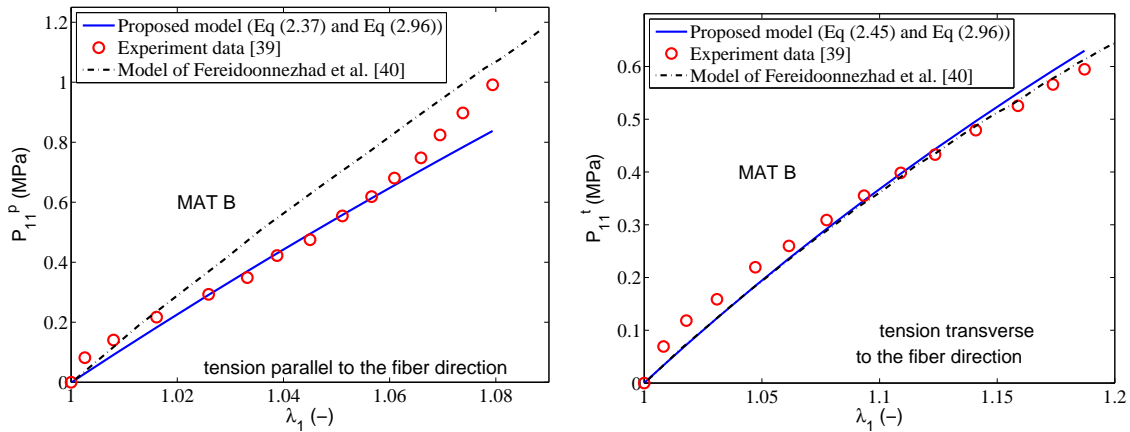 Proposed model (Eq (2.37) and Eq (2.96))
Experiment data [39]
Model of Fereidoonnezhad et al. [40]
MAT B
tension parallel to the fiber direction
P11^p (MPa)
1.2
1
0.8
0.6
0.4
0.2
0
1
1.02
1.04
1.06
1.08
λ1 (−)
Proposed model (Eq (2.45) and Eq (2.96))
Experiment data [39]
Model of Fereidoonnezhad et al. [40]
MAT B
tension transverse
to the fiber direction
P11^t (MPa)
0.6
0.5
0.4
0.3
0.2
0.1
0
1
1.05
1.1
1.15
1.2
λ1 (−)